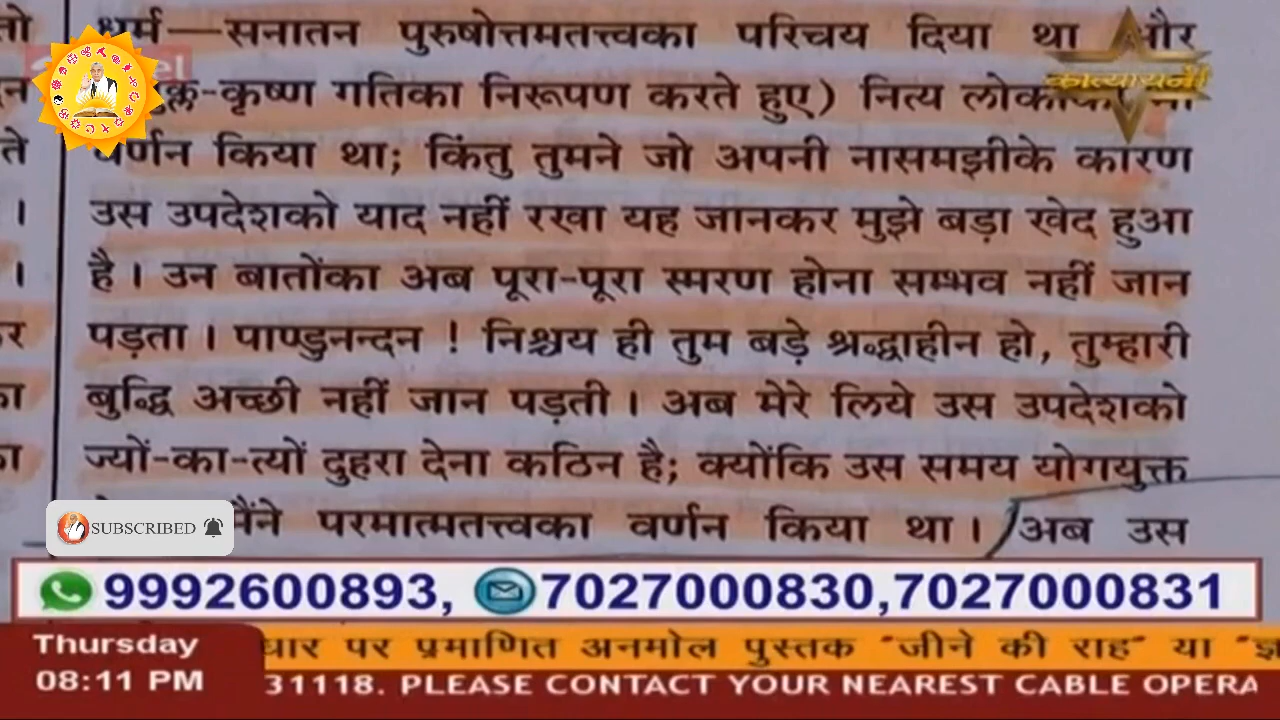 तो
धर्म—सनातन पुरुषोत्तमतत्त्वका परिचय दिया था और
कात्यायनी
शुक्ल-कृष्ण गतिका निरूपण करते हुए) नित्य
ते
वर्णन किया था; किंतु तुमने जो अपनी नासमझीके कारण
। उस उपदेशको याद नहीं रखा यह जानकर मुझे बड़ा खेद हुआ
। है। उन बातोंका अब पूरा-पूरा स्मरण होना सम्भव नहीं जान
पड़ता। पाण्डुनन्दन! निश्चय ही तुम बड़े श्रद्धाहीन हो, तुम्हारी
बुद्धि अच्छी नहीं जान पड़ती। अब मेरे लिये उस उपदेशको
ज्यों-का-त्यों दुहरा देना कठिन है; क्योंकि उस समय योगयुक्त
मैंने परमात्मतत्त्वका वर्णन किया था। अब उस
SUBSCRIBED
9992600893, 7027000830,7027000831
Thursday
धार पर प्रमाणित अनमोल पुस्तक "जीने की राह" या "ज्ञ
08:11 PM
31118. PLEASE CONTACT YOUR NEAREST CABLE OPERA